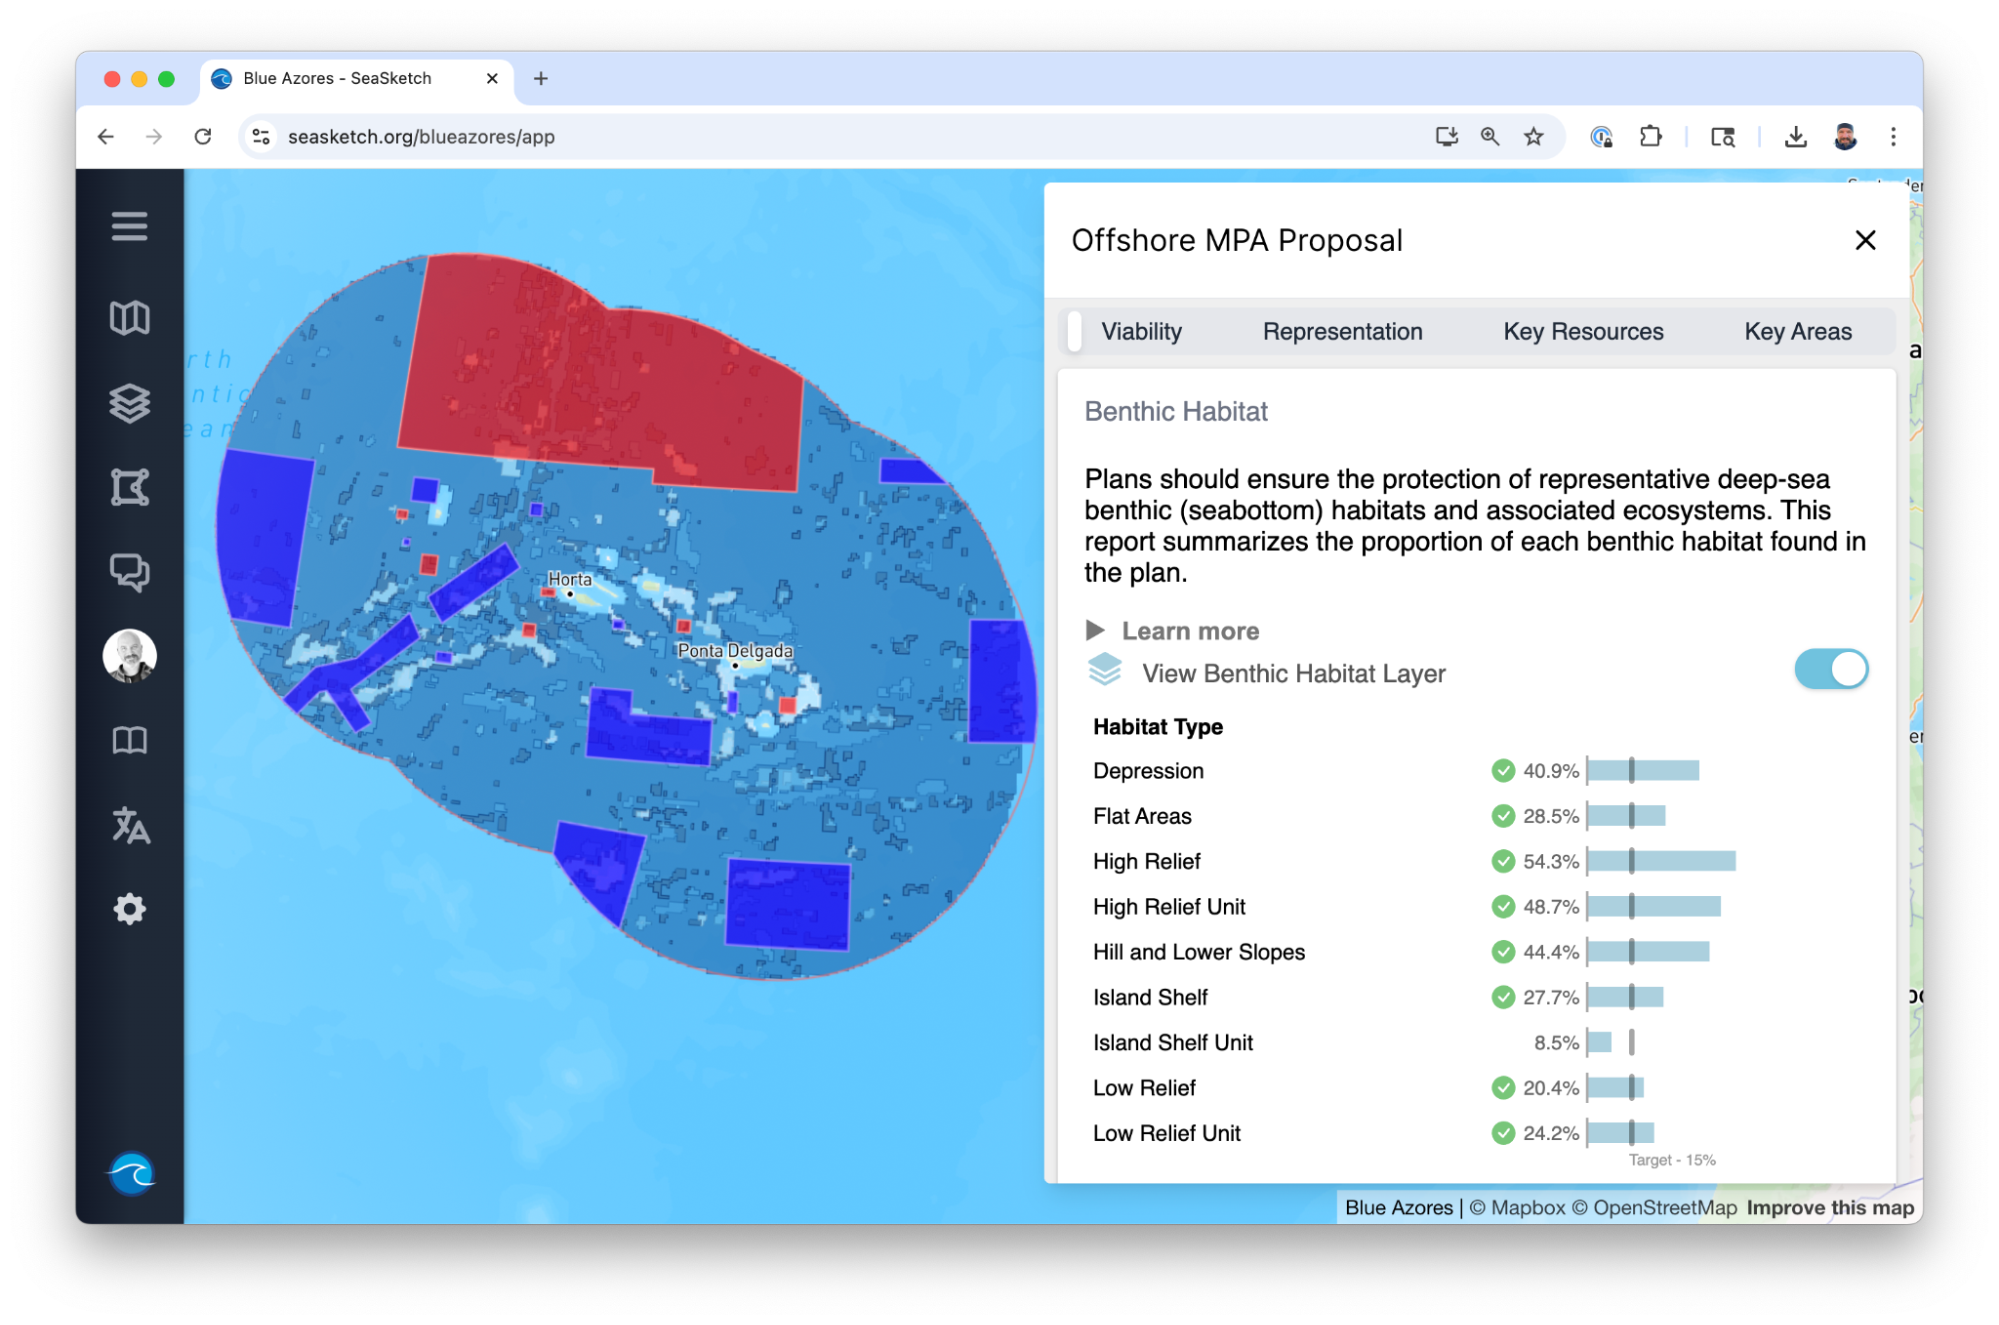 Blue Azores - SeaSketch
seasketch.org/blueazores/app
Offshore MPA Proposal
Viability Representation Key Resources Key Areas
Benthic Habitat
Plans should ensure the protection of representative deep-sea
benthic (seabottom) habitats and associated ecosystems. This
report summarizes the proportion of each benthic habitat found in
the plan.
Learn more
View Benthic Habitat Layer
Habitat Type
Depression 40.9%
Flat Areas 28.5%
High Relief 54.3%
High Relief Unit 48.7%
Hill and Lower Slopes 44.4%
Island Shelf 27.7%
Island Shelf Unit 8.5%
Low Relief 20.4%
Low Relief Unit 24.2%
Target - 15%
Horta
Ponta Delgada
Blue Azores | © Mapbox © OpenStreetMap Improve this map